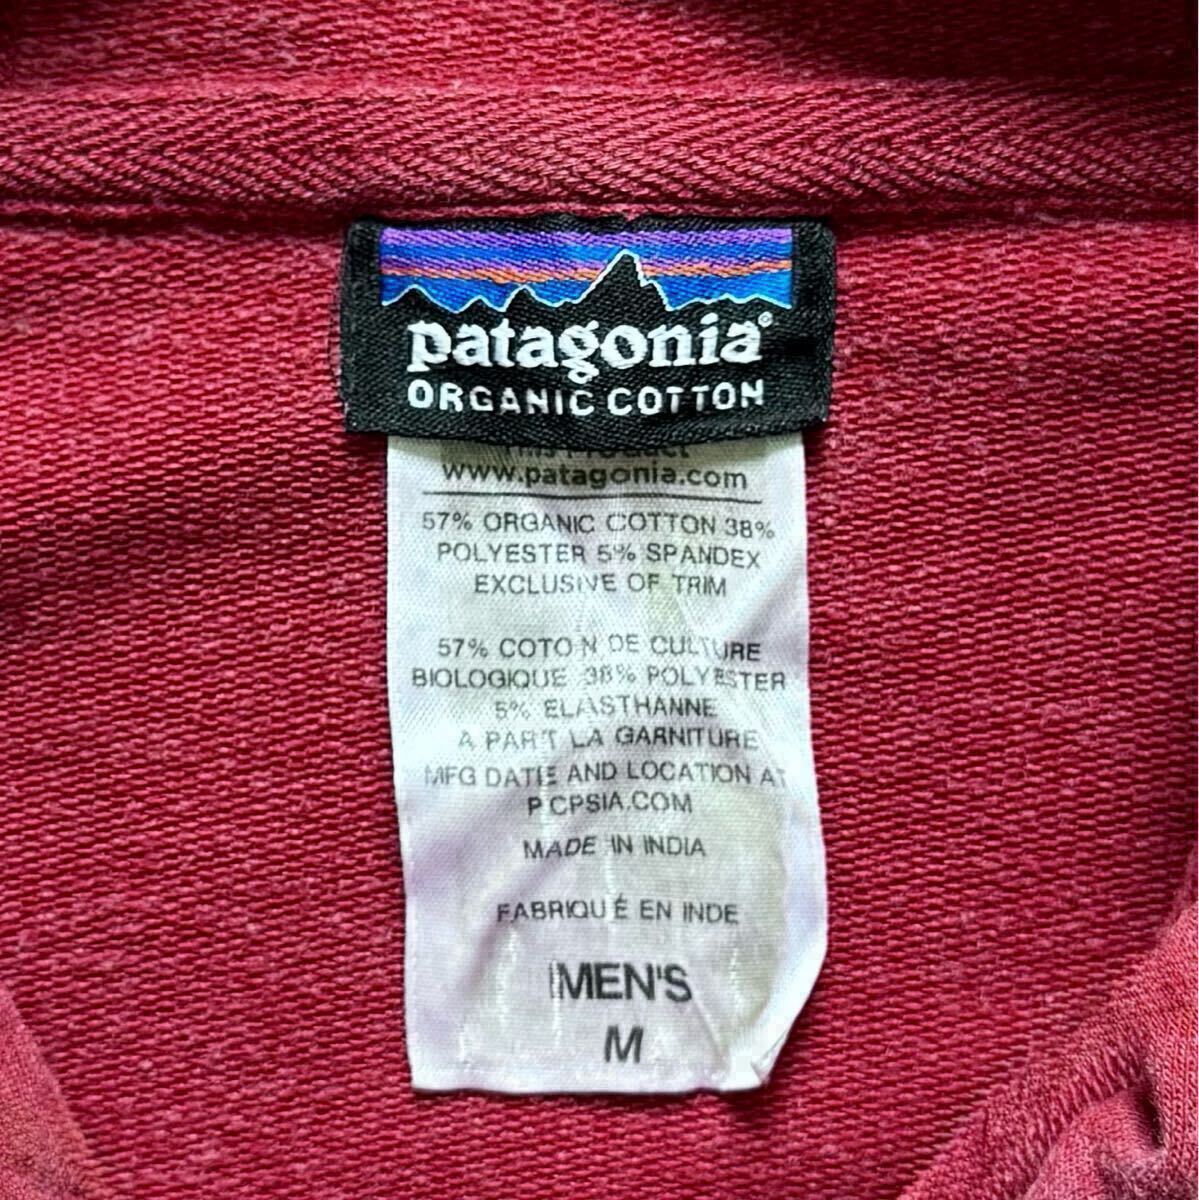 patagonia®
ORGANIC COTTON
This Product
www.patagonia.com
57% ORGANIC COTTON 38%
POLYESTER 5% SPANDEX
EXCLUSIVE OF TRIM
57% COTON DE CULTURE
BIOLOGIQUE 38% POLYESTER
5% ELASTHANNE
A PART LA GARNITURE
MFG DATE AND LOCATION AT
PCPSIA.COM
MADE IN INDIA
FABRIQUÉ EN INDE
MEN'S
M